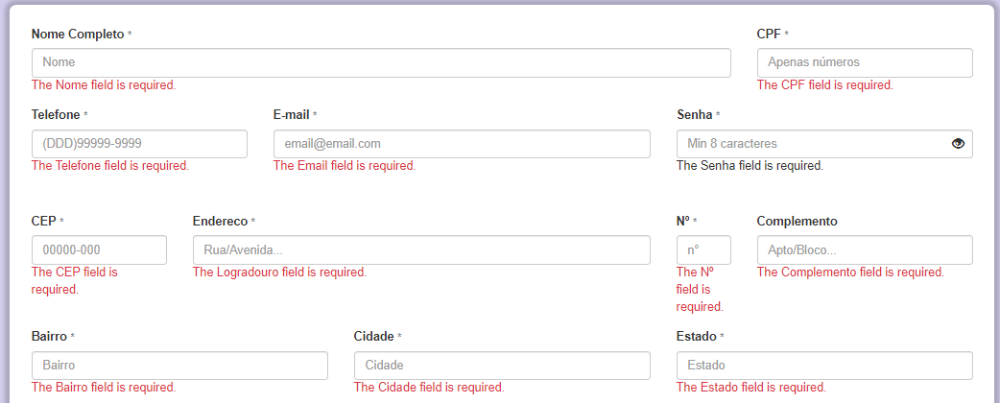 Nome Completo * CPF *
Nome Apenas números
The Nome field is required. The CPF field is required.
Telefone * E-mail * Senha *
(DDD)99999-9999 email@email.com Min 8 caracteres
The Telefone field is required. The Email field is required. The Senha field is required.
CEP * Endereco * Nº * Complemento
00000-000 Rua/Avenida... n° Apto/Bloco...
The CEP field is The Logradouro field is required. The Nº The Complemento field is required.
required. field is
required.
Bairro * Cidade * Estado *
Bairro Cidade Estado
The Bairro field is required. The Cidade field is required. The Estado field is required.